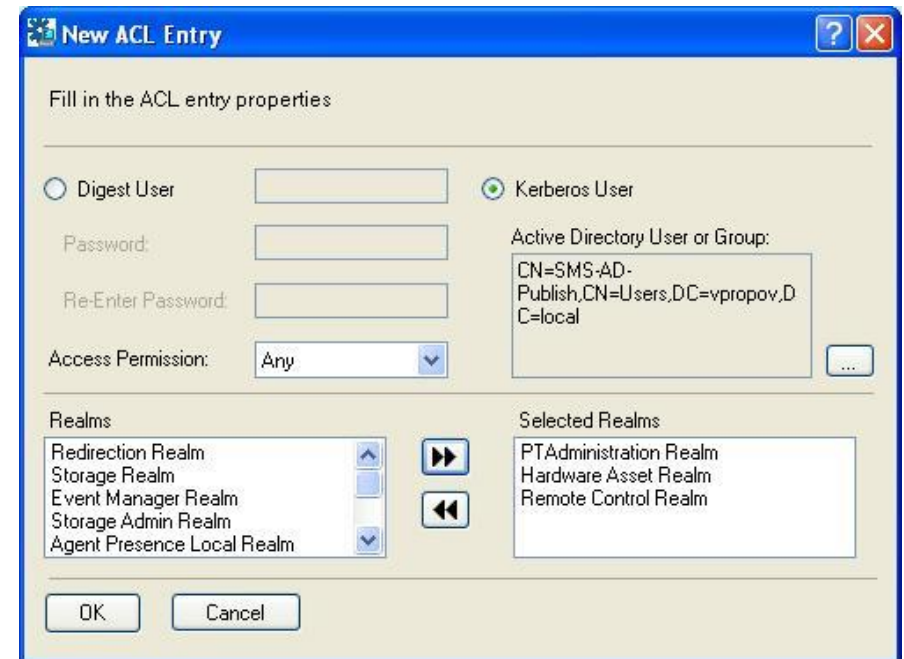 New ACL Entry
Fill in the ACL entry properties
Digest User
Kerberos User
Password:
Active Directory User or Group:
CN=SMS-AD-
Publish,CN=Users,DC=vpropov,D
C=local
Re-Enter Password:
Access Permission:
Any
...
Realms
Redirection Realm
Storage Realm
Event Manager Realm
Storage Admin Realm
Agent Presence Local Realm
Selected Realms
PTAdministration Realm
Hardware Asset Realm
Remote Control Realm
OK
Cancel